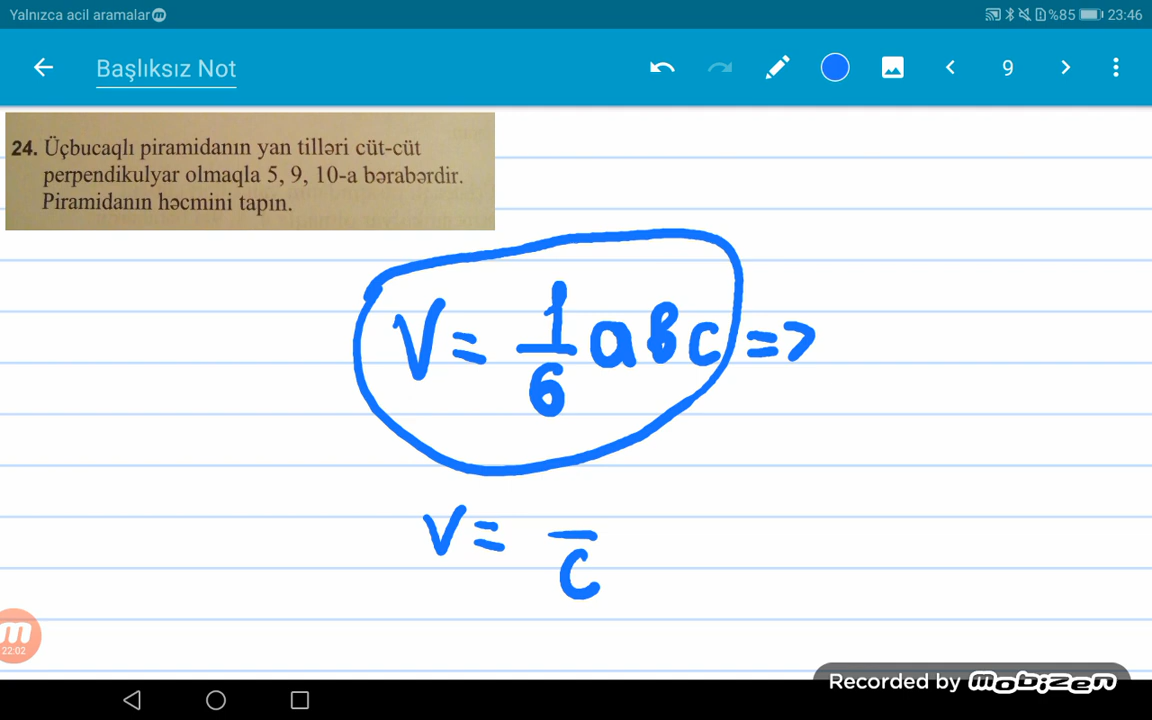 Yalnızca acil aramalar
%85 23:46
Başlıksız Not
9
24. Üçbucaqlı piramidanın yan tilləri cüt-cüt
perpendikulyar olmaqla 5, 9, 10-a bərabərdir.
Piramidanın həcmini tapın.
V = 1/6 abc =>
V = — c
22:02
Recorded by mobizen